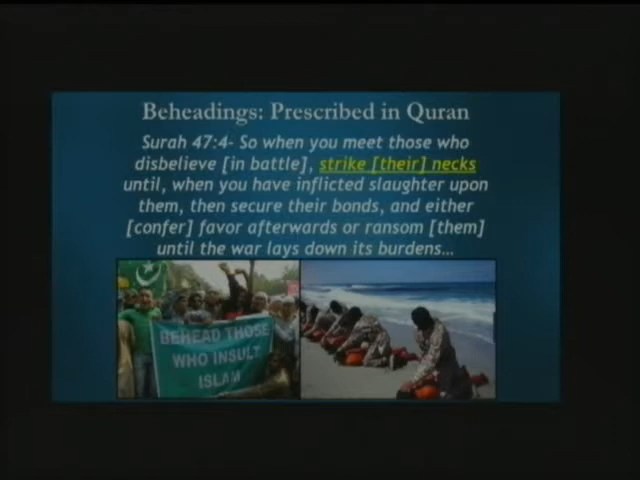 Beheadings: Prescribed in Quran
Surah 47:4- So when you meet those who
disbelieve [in battle], strike [their] necks
until, when you have inflicted slaughter upon
them, then secure their bonds, and either
[confer] favor afterwards or ransom [them]
until the war lays down its burdens...
BEHEAD THOSE
WHO INSULT
ISLAM